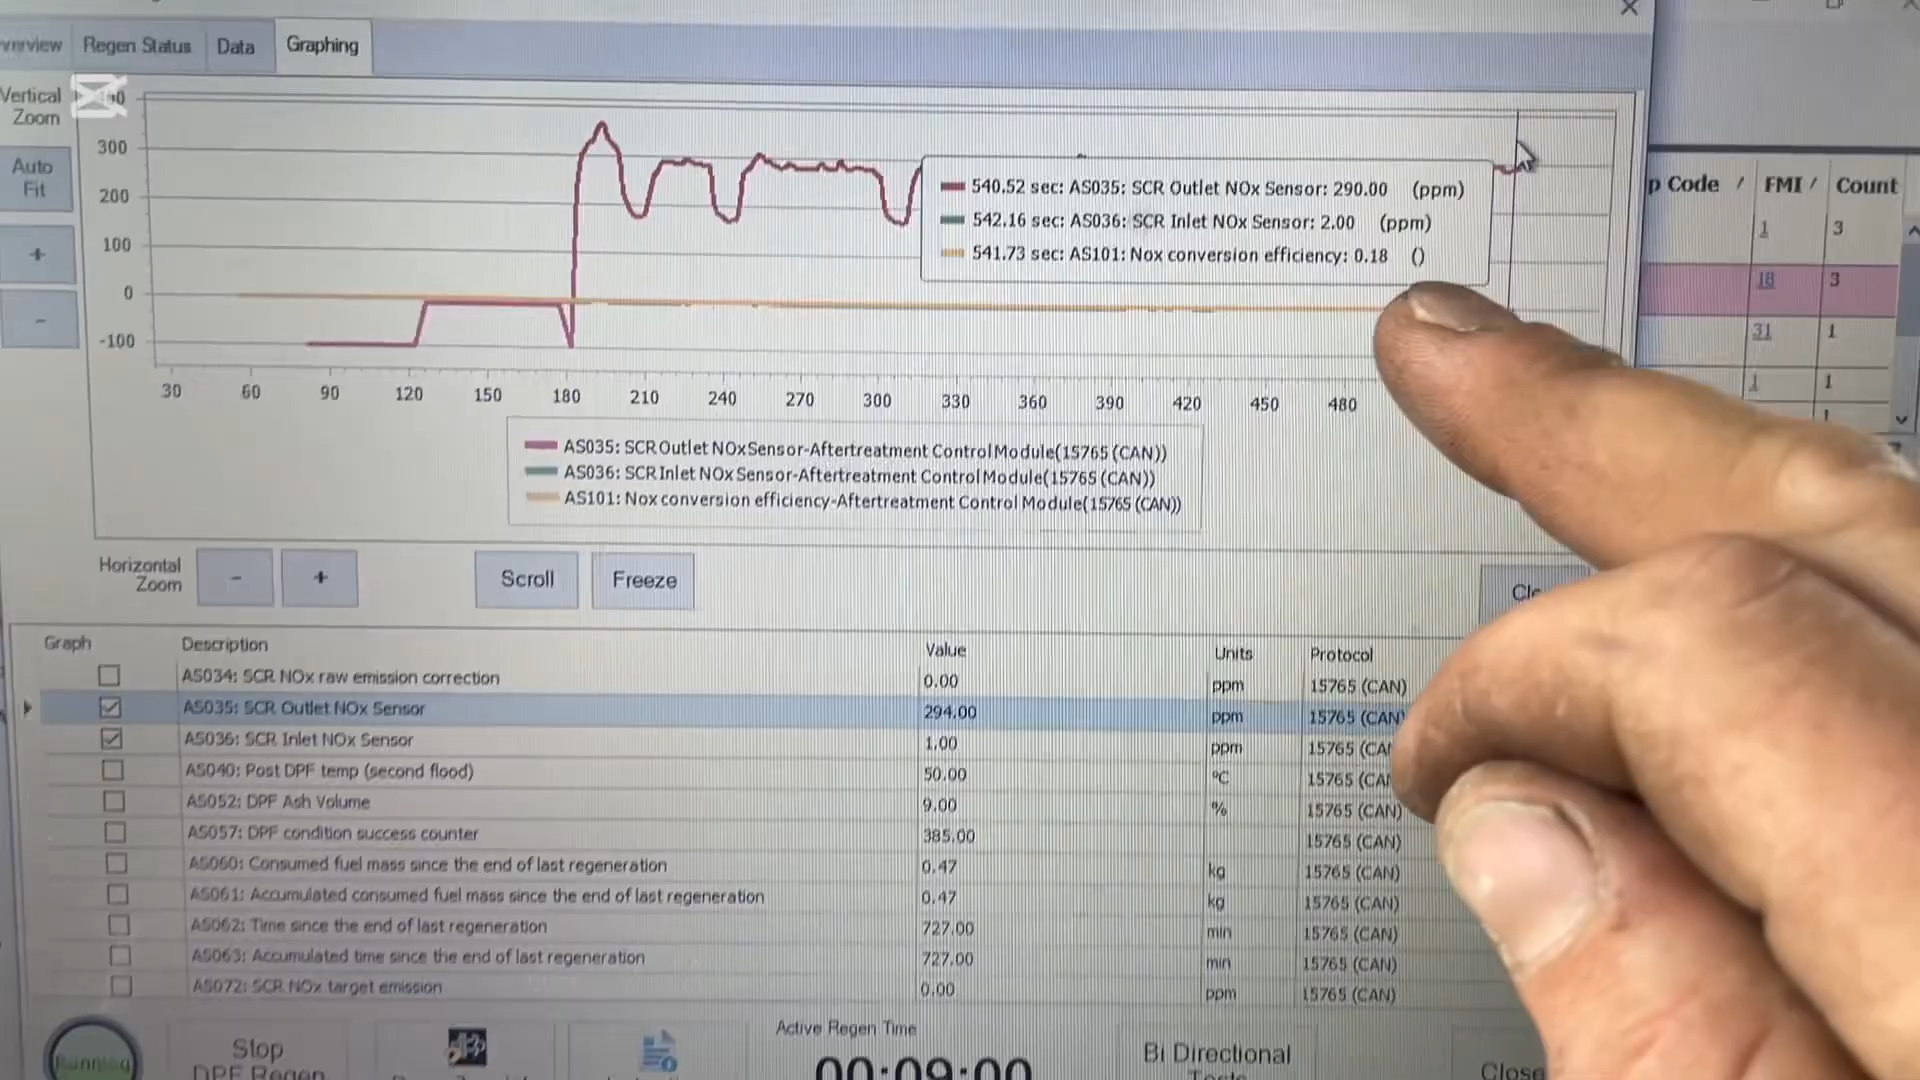 Regen Status Data Graphing
Vertical
Zoom
Auto
Fit
+
-
300
200
100
0
-100
30 60 90 120 150 180 210 240 270 300 330 360 390 420 450 480
540.52 sec: AS035: SCR Outlet NOx Sensor: 290.00 (ppm)
542.16 sec: AS036: SCR Inlet NOx Sensor: 2.00 (ppm)
541.73 sec: AS101: Nox conversion efficiency: 0.18 ()
Code FMI Count
1 3
18 3
31 1
1 1
AS035: SCR Outlet NOx Sensor-Aftertreatment Control Module(15765 (CAN))
AS036: SCR Inlet NOx Sensor-Aftertreatment Control Module(15765 (CAN))
AS101: Nox conversion efficiency-Aftertreatment Control Module(15765 (CAN))
Horizontal
Zoom
- +
Scroll Freeze
Graph Description Value Units Protocol
AS034: SCR NOx raw emission correction 0.00 ppm 15765 (CAN)
AS035: SCR Outlet NOx Sensor 294.00 ppm 15765 (CAN)
AS036: SCR Inlet NOx Sensor 1.00 ppm 15765
AS040: Post DPF temp (second flood) 50.00 °C 15765
AS052: DPF Ash Volume 9.00 % 15765 (CAN)
AS057: DPF condition success counter 385.00 15765 (CAN)
AS060: Consumed fuel mass since the end of last regeneration 0.47 kg 15765 (CAN)
AS061: Accumulated consumed fuel mass since the end of last regeneration 0.47 kg 15765 (CAN)
AS062: Time since the end of last regeneration 727.00 min 15765 (CAN)
AS063: Accumulated time since the end of last regeneration 727.00 min 15765 (CAN)
AS072: SCR NOx target emission 0.00 ppm 15765 (CAN)
Running
Stop
DPF Regen
Active Regen Time
00:09:00
Bi Directional
Tests
Close